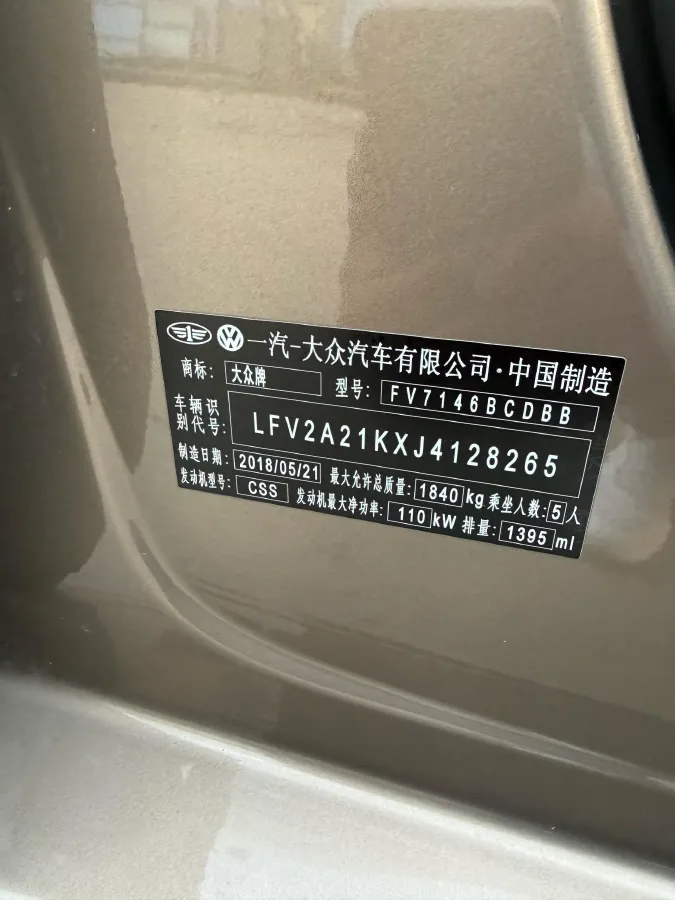 一汽-大众汽车有限公司·中国制造
商标: 大众牌 型号: FV7146BCDBB
车辆识别代号: LFV2A21KXJ4128265
制造日期: 2018/05/21 最大允许总质量: 1840 kg 乘坐人数: 5 人
发动机型号: CSS 发动机最大净功率: 110 kW 排量: 1395 ml